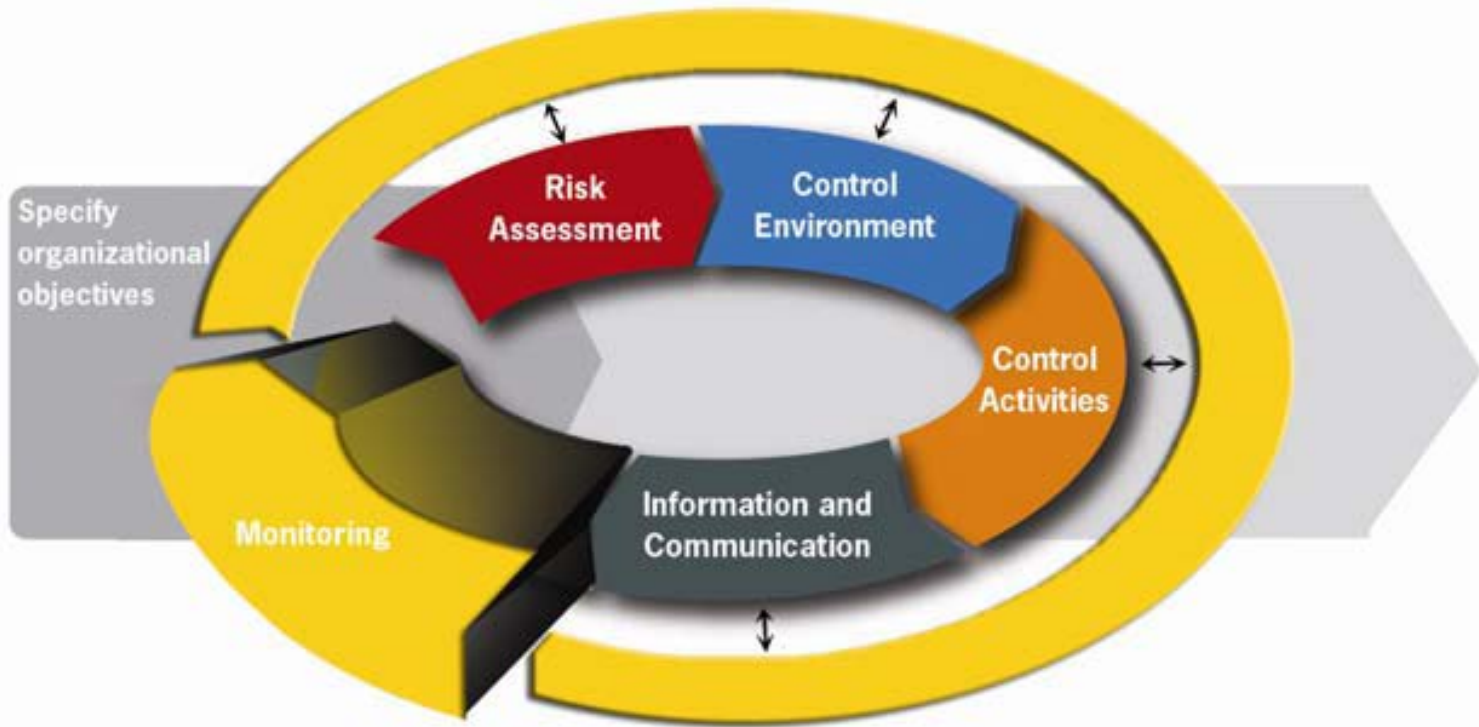 Specify
organizational
objectives
Risk
Assessment
Control
Environment
Control
Activities
Information and
Communication
Monitoring